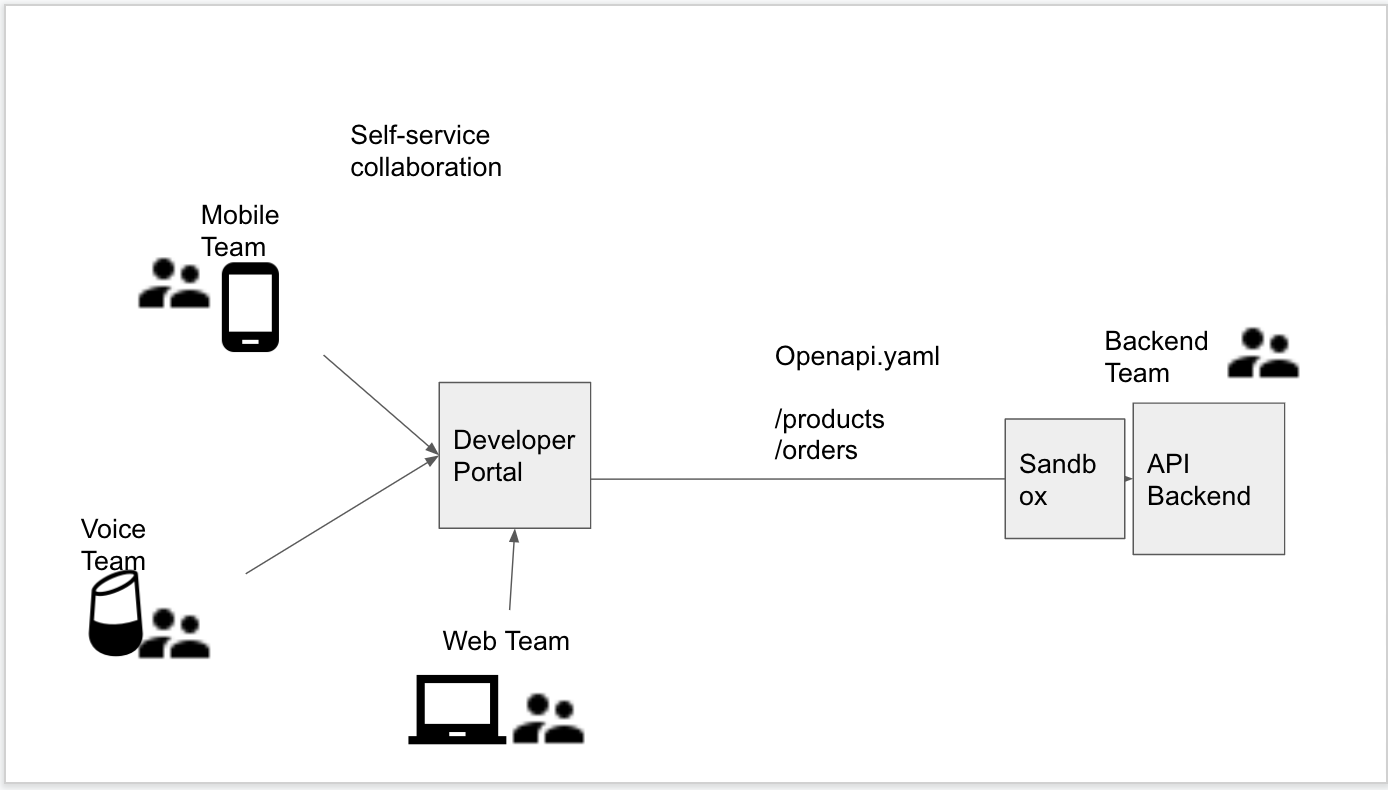 Self-service
collaboration
Mobile
Team
Openapi.yaml
/products
/orders
Backend
Team
Developer
Portal
Sandb
ox
API
Backend
Voice
Team
Web Team